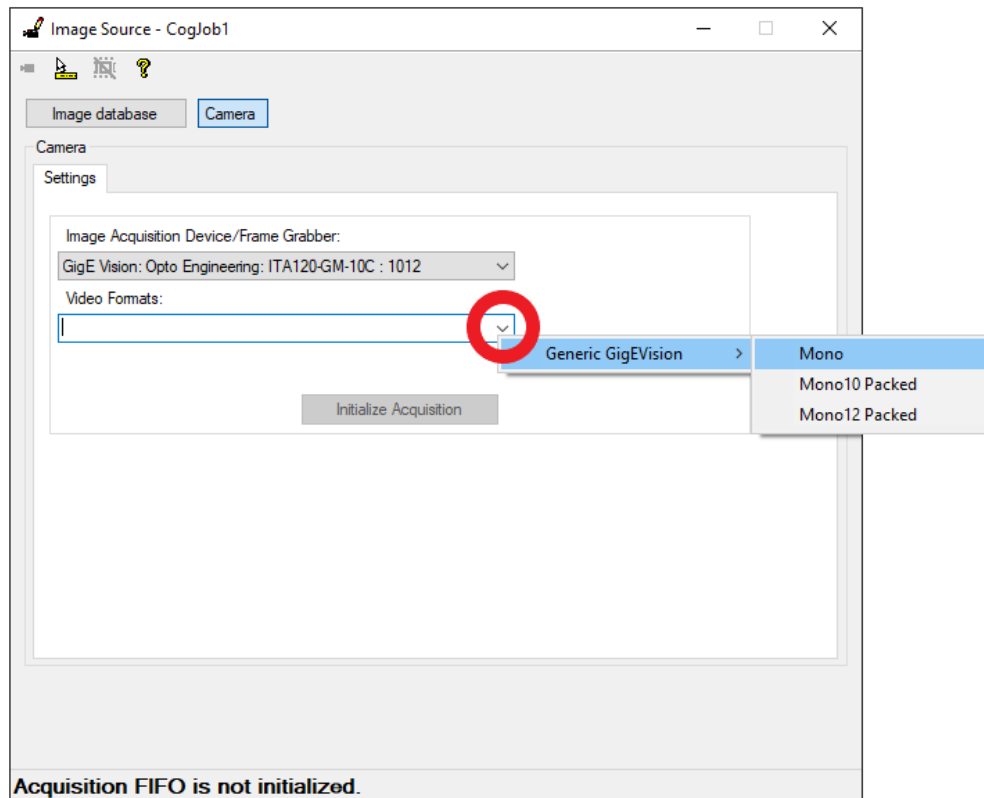 Image Source - CogJob1
Image database
Camera
Camera
Settings
Image Acquisition Device/Frame Grabber:
GigE Vision: Opto Engineering: ITA120-GM-10C : 1012
Video Formats:
Generic GigEVision
Mono
Mono10 Packed
Mono12 Packed
Initialize Acquisition
Acquisition FIFO is not initialized.